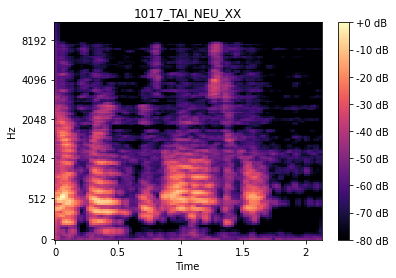 1017_TAI_NEU_XX
8192
4096
2048
1024
512
0
Hz
0
0.5
1
1.5
2
Time
+0 dB
-10 dB
-20 dB
-30 dB
-40 dB
-50 dB
-60 dB
-70 dB
-80 dB